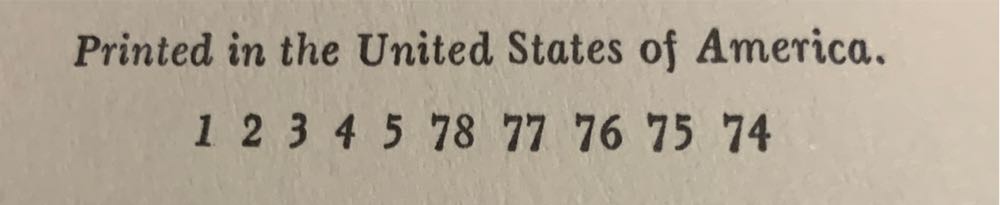 Printed in the United States of America.
1 2 3 4 5 78 77 76 75 74